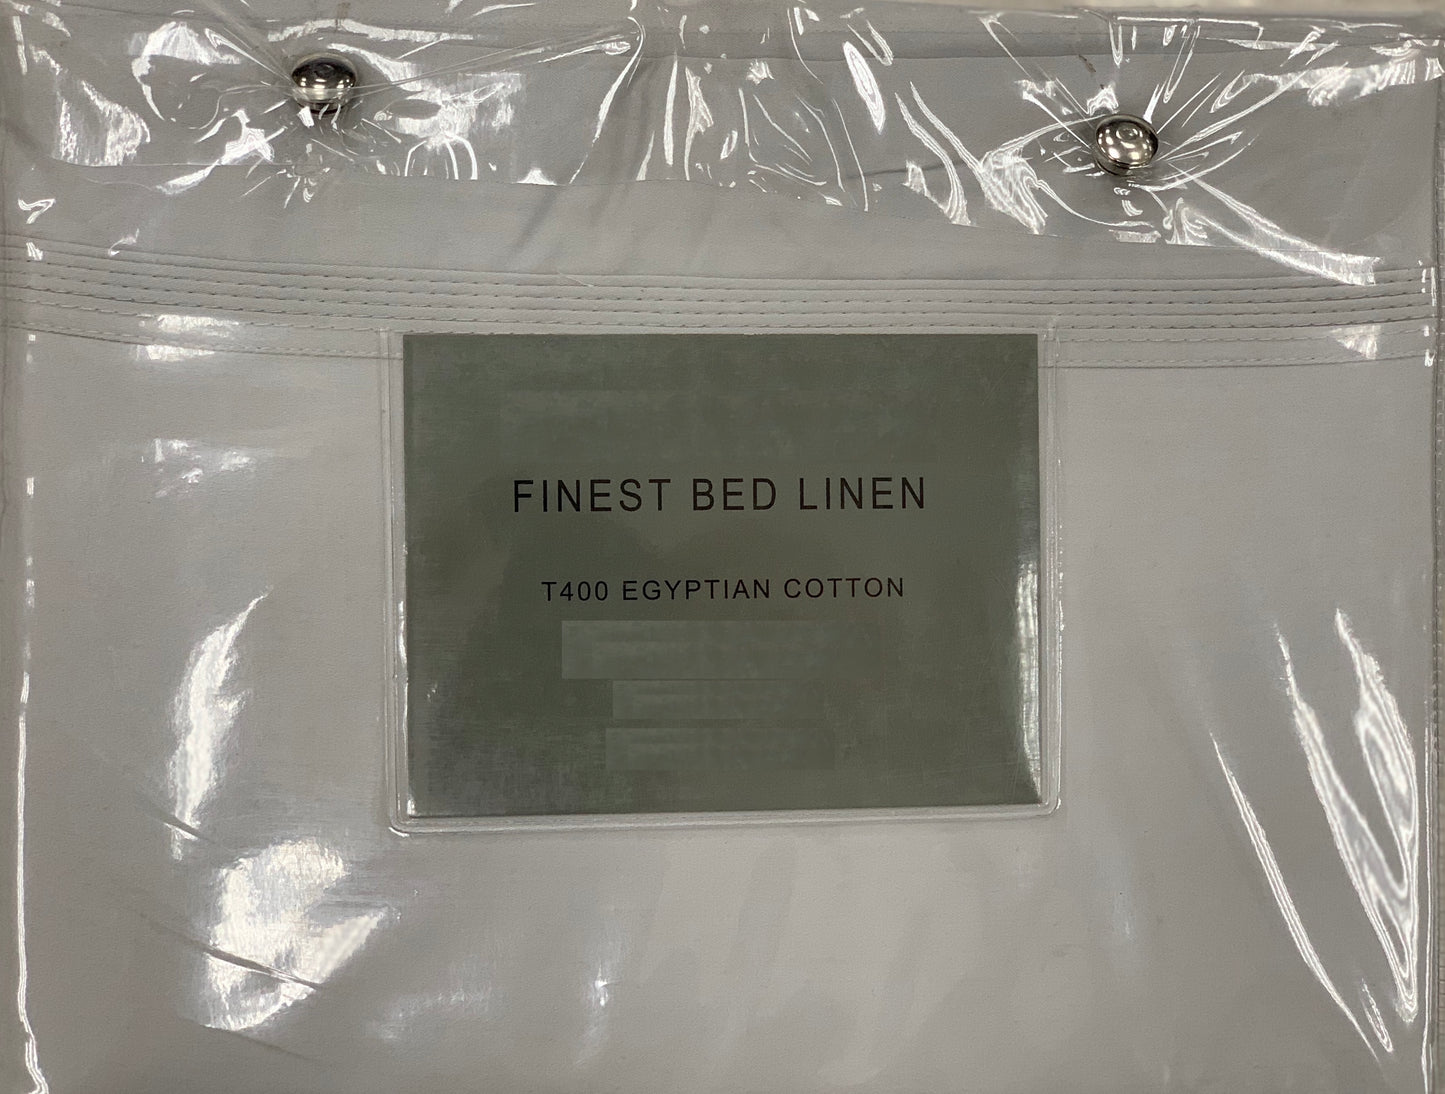 FINEST BED LINEN
T400 EGYPTIAN COTTON